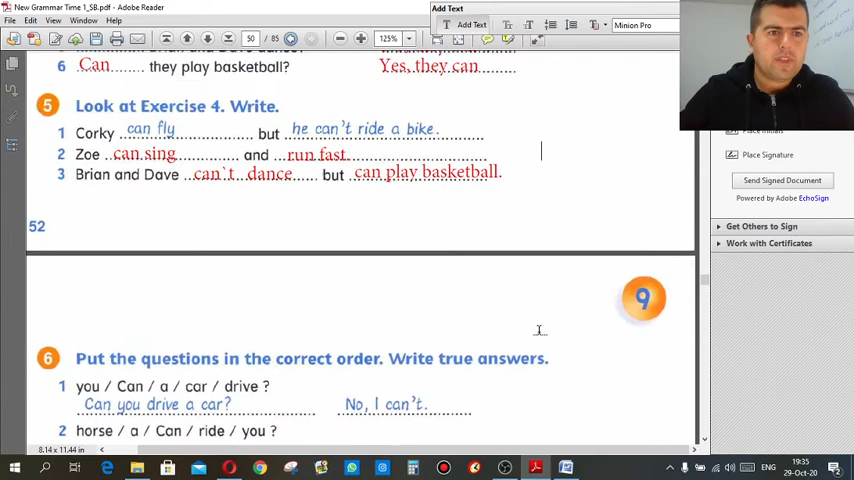 New Grammar Time 1_SB.pdf - Adobe Reader
File Edit View Window Help
50 / 85
125%
Add Text
Add Text
Minion Pro
6 Can they play basketball? Yes, they can
5 Look at Exercise 4. Write.
1 Corky can fly but he can't ride a bike.
2 Zoe can sing and run fast
3 Brian and Dave can`t dance but can play basketball.
52
9
6 Put the questions in the correct order. Write true answers.
1 you / Can / a / car / drive ?
Can you drive a car? No, I can't.
2 horse / a / Can / ride / you ?
8.14 x 11.44 in
Place Initials
Place Signature
Send Signed Document
Powered by Adobe EchoSign
Get Others to Sign
Work with Certificates
ENG
19:35
29-Oct-20
2